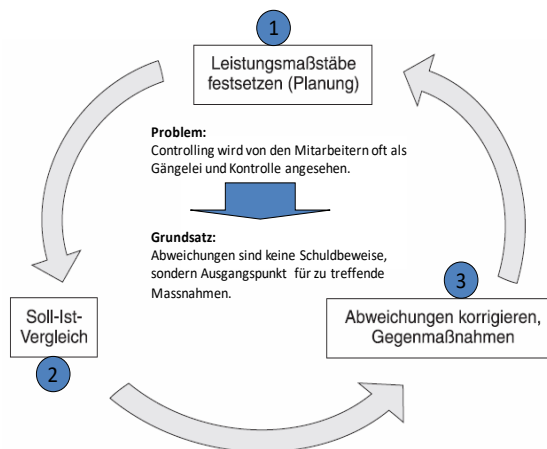 1
Leistungsmaßstäbe
festsetzen (Planung)
Problem:
Controlling wird von den Mitarbeitern oft als
Gängelei und Kontrolle angesehen.
Grundsatz:
Abweichungen sind keine Schuldbeweise,
sondern Ausgangspunkt für zu treffende
Massnahmen.
Soll-Ist-
Vergleich
2
3
Abweichungen korrigieren,
Gegenmaßnahmen